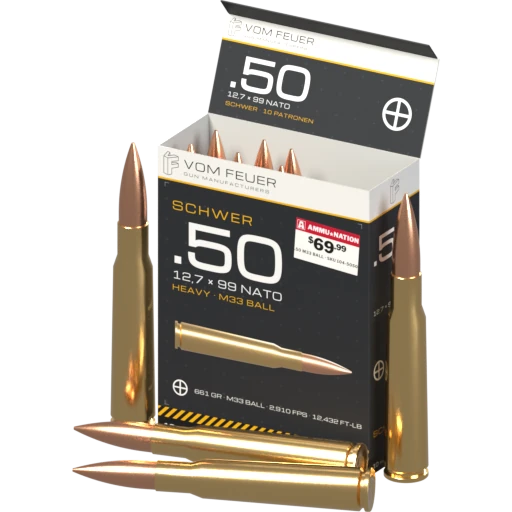 VOM FEUER
.50
12,7 × 99 NATO
SCHWER · 10 PATRONEN
VOM FEUER
GUN MANUFACTURERS
SCHWER
.50
12,7 × 99 NATO
HEAVY · M33 BALL
AMMU-NATION
$69.99
.50 M33 BALL
661 GR · M33 BALL · 2,910 FPS · 12,432 FT-LB